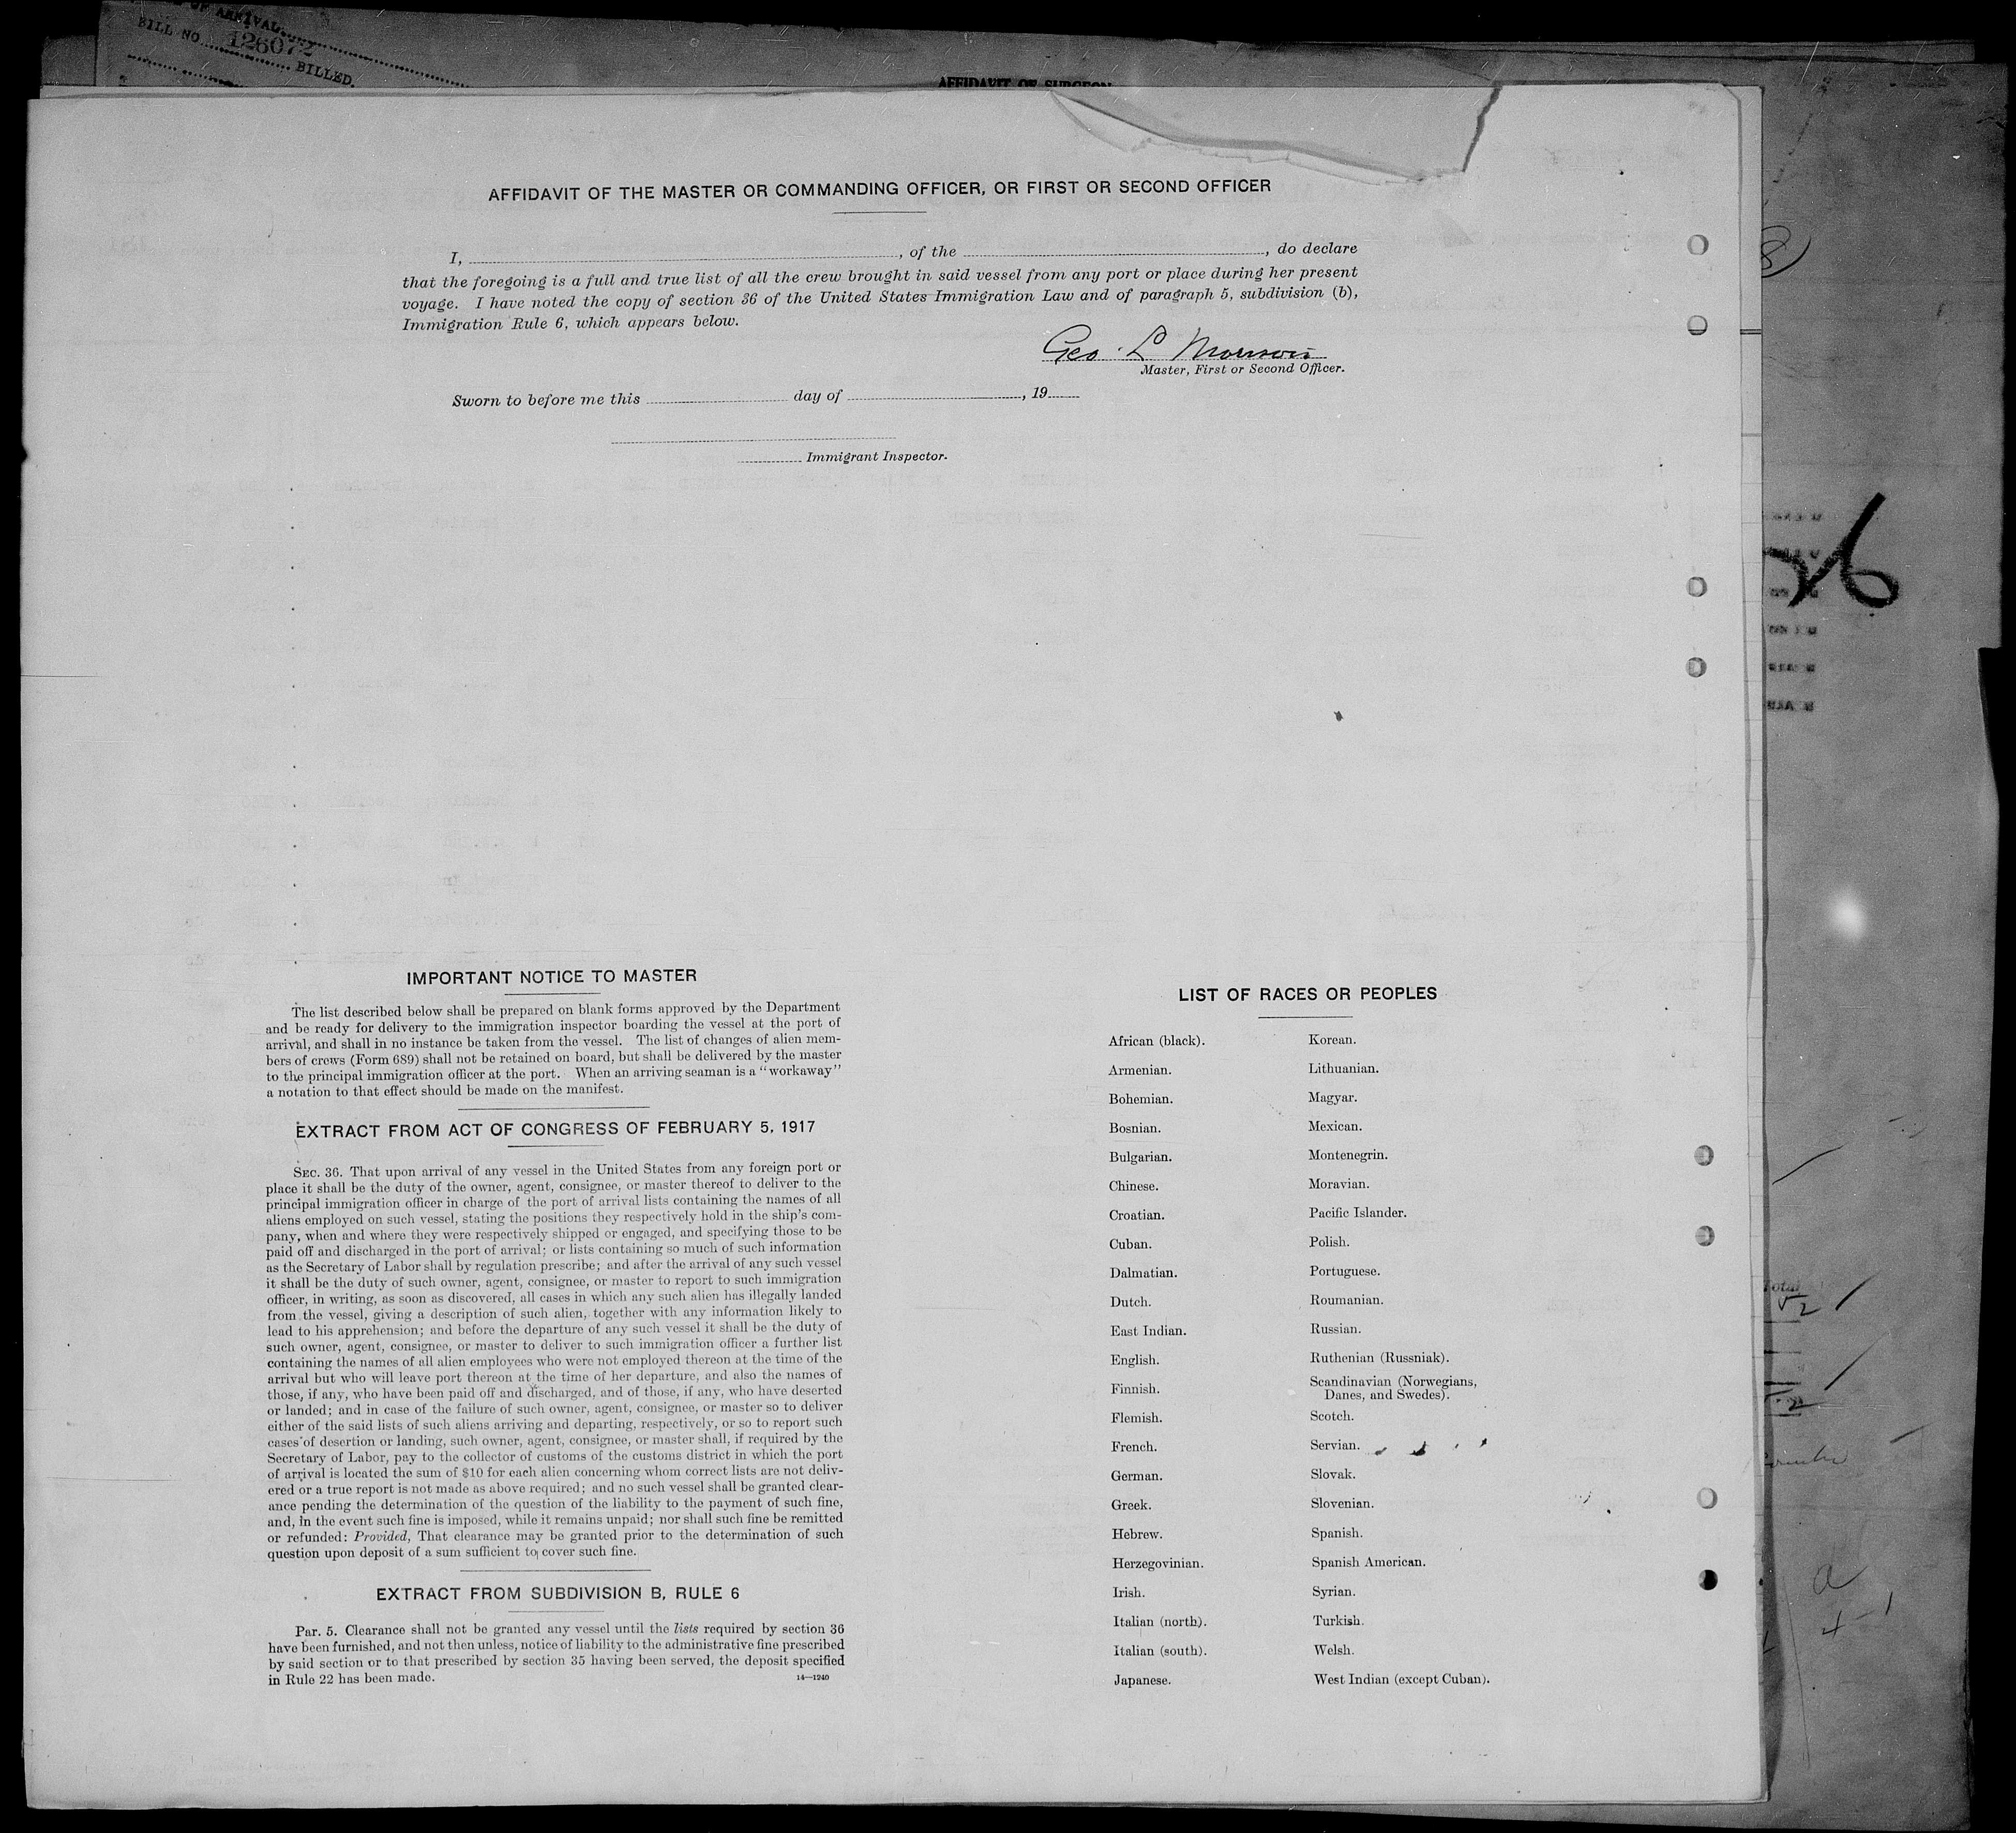 OF ARRIVAL
BILL NO 126072
BILLED.
AFFIDAVIT OF SURGEON
AFFIDAVIT OF THE MASTER OR COMMANDING OFFICER, OR FIRST OR SECOND OFFICER
I, , of the , do declare
that the foregoing is a full and true list of all the crew brought in said vessel from any port or place during her present
voyage. I have noted the copy of section 36 of the United States Immigration Law and of paragraph 5, subdivision (b),
Immigration Rule 6, which appears below.
Geo. L Morrison
Master, First or Second Officer.
Sworn to before me this day of , 19
Immigrant Inspector.
26
IMPORTANT NOTICE TO MASTER
The list described below shall be prepared on blank forms approved by the Department
and be ready for delivery to the immigration inspector boarding the vessel at the port of
arrival, and shall in no instance be taken from the vessel. The list of changes of alien mem-
bers of crews (Form 689) shall not be retained on board, but shall be delivered by the master
to the principal immigration officer at the port. When an arriving seaman is a "workaway"
a notation to that effect should be made on the manifest.
EXTRACT FROM ACT OF CONGRESS OF FEBRUARY 5, 1917
SEC. 36. That upon arrival of any vessel in the United States from any foreign port or
place it shall be the duty of the owner, agent, consignee, or master thereof to deliver to the
principal immigration officer in charge of the port of arrival lists containing the names of all
aliens employed on such vessel, stating the positions they respectively hold in the ship's com-
pany, when and where they were respectively shipped or engaged, and specifying those to be
paid off and discharged in the port of arrival; or lists containing so much of such information
as the Secretary of Labor shall by regulation prescribe; and after the arrival of any such vessel
it shall be the duty of such owner, agent, consignee, or master to report to such immigration
officer, in writing, as soon as discovered, all cases in which any such alien has illegally landed
from the vessel, giving a description of such alien, together with any information likely to
lead to his apprehension; and before the departure of any such vessel it shall be the duty of
such owner, agent, consignee, or master to deliver to such immigration officer a further list
containing the names of all alien employees who were not employed thereon at the time of the
arrival but who will leave port thereon at the time of her departure, and also the names of
those, if any, who have been paid off and discharged, and of those, if any, who have deserted
or landed; and in case of the failure of such owner, agent, consignee, or master so to deliver
either of the said lists of such aliens arriving and departing, respectively, or so to report such
cases of desertion or landing, such owner, agent, consignee, or master shall, if required by the
Secretary of Labor, pay to the collector of customs of the customs district in which the port
of arrival is located the sum of $10 for each alien concerning whom correct lists are not deliv-
ered or a true report is not made as above required; and no such vessel shall be granted clear-
ance pending the determination of the question of the liability to the payment of such fine,
and, in the event such fine is imposed, while it remains unpaid; nor shall such fine be remitted
or refunded: Provided, That clearance may be granted prior to the determination of such
question upon deposit of a sum sufficient to cover such fine.
EXTRACT FROM SUBDIVISION B, RULE 6
Par. 5. Clearance shall not be granted any vessel until the lists required by section 36
have been furnished, and not then unless, notice of liability to the administrative fine prescribed
by said section or to that prescribed by section 35 having been served, the deposit specified
in Rule 22 has been made.
14—1240
LIST OF RACES OR PEOPLES
African (black).
Armenian.
Bohemian.
Bosnian.
Bulgarian.
Chinese.
Croatian.
Cuban.
Dalmatian.
Dutch.
East Indian.
English.
Finnish.
Flemish.
French.
German.
Greek.
Hebrew.
Herzegovinian.
Irish.
Italian (north).
Italian (south).
Japanese.
Korean.
Lithuanian.
Magyar.
Mexican.
Montenegrin.
Moravian.
Pacific Islander.
Polish.
Portuguese.
Roumanian.
Russian.
Ruthenian (Russniak).
Scandinavian (Norwegians,
Danes, and Swedes).
Scotch.
Servian.
Slovak.
Slovenian.
Spanish.
Spanish American.
Syrian.
Turkish.
Welsh.
West Indian (except Cuban).
Total